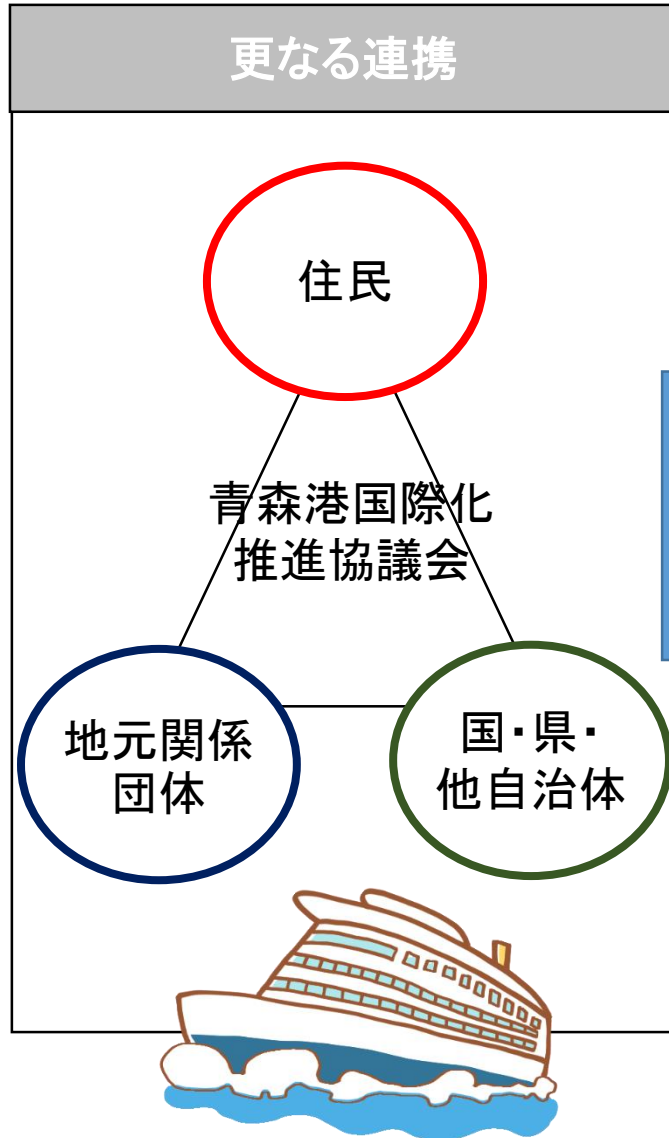 更なる連携
住民
青森港国際化
推進協議会
地元関係
団体
国・県・
他自治体